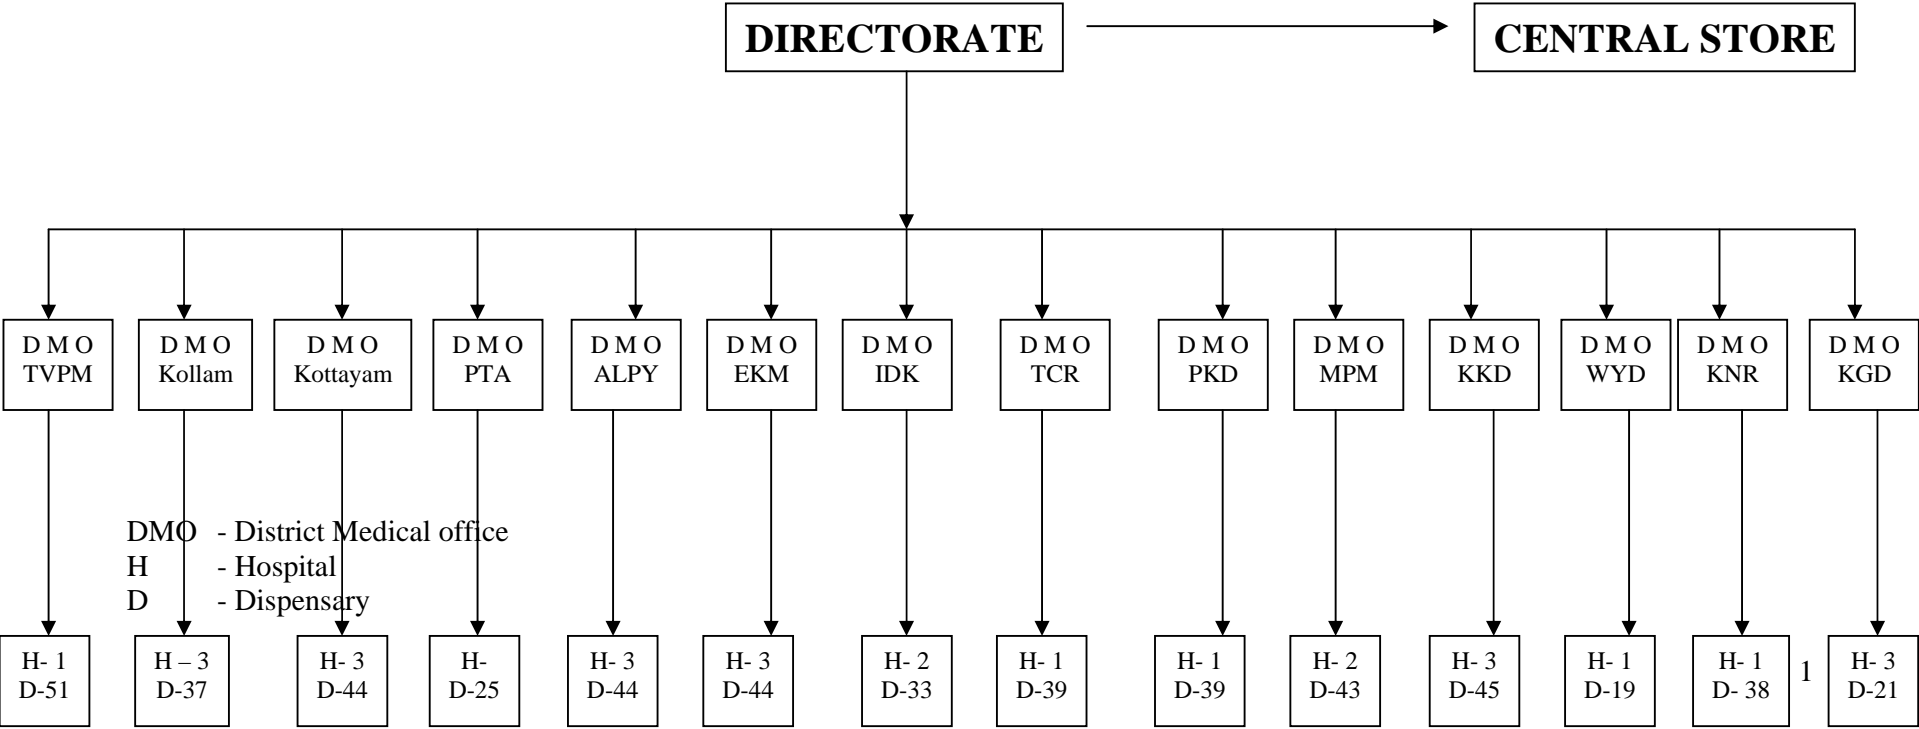 DIRECTORATE
CENTRAL STORE
D M O
TVPM
D M O
Kollam
D M O
Kottayam
D M O
PTA
D M O
ALPY
D M O
EKM
D M O
IDK
D M O
TCR
D M O
PKD
D M O
MPM
D M O
KKD
D M O
WYD
D M O
KNR
D M O
KGD
DMO - District Medical office
H - Hospital
D - Dispensary
H- 1
D-51
H – 3
D-37
H- 3
D-44
H-
D-25
H- 3
D-44
H- 3
D-44
H- 2
D-33
H- 1
D-39
H- 1
D-39
H- 2
D-43
H- 3
D-45
H- 1
D-19
H- 1
D- 38
1
H- 3
D-21